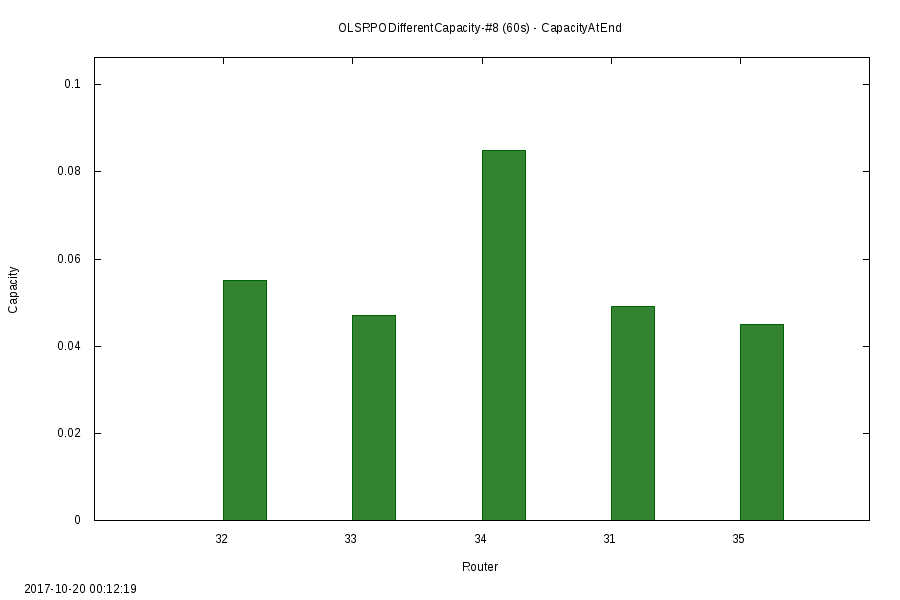 OLSRPODifferentCapacity-#8 (60s) - CapacityAtEnd
0.1
0.08
0.06
0.04
0.02
0
Capacity
32 33 34 31 35
Router
2017-10-20 00:12:19